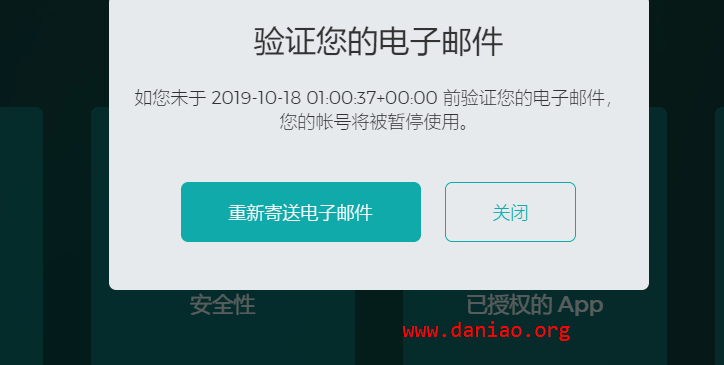 验证您的电子邮件
如您未于 2019-10-18 01:00:37+00:00 前验证您的电子邮件，
您的帐号将被暂停使用。
重新寄送电子邮件
关闭
安全性
已授权的 App
www.daniao.org